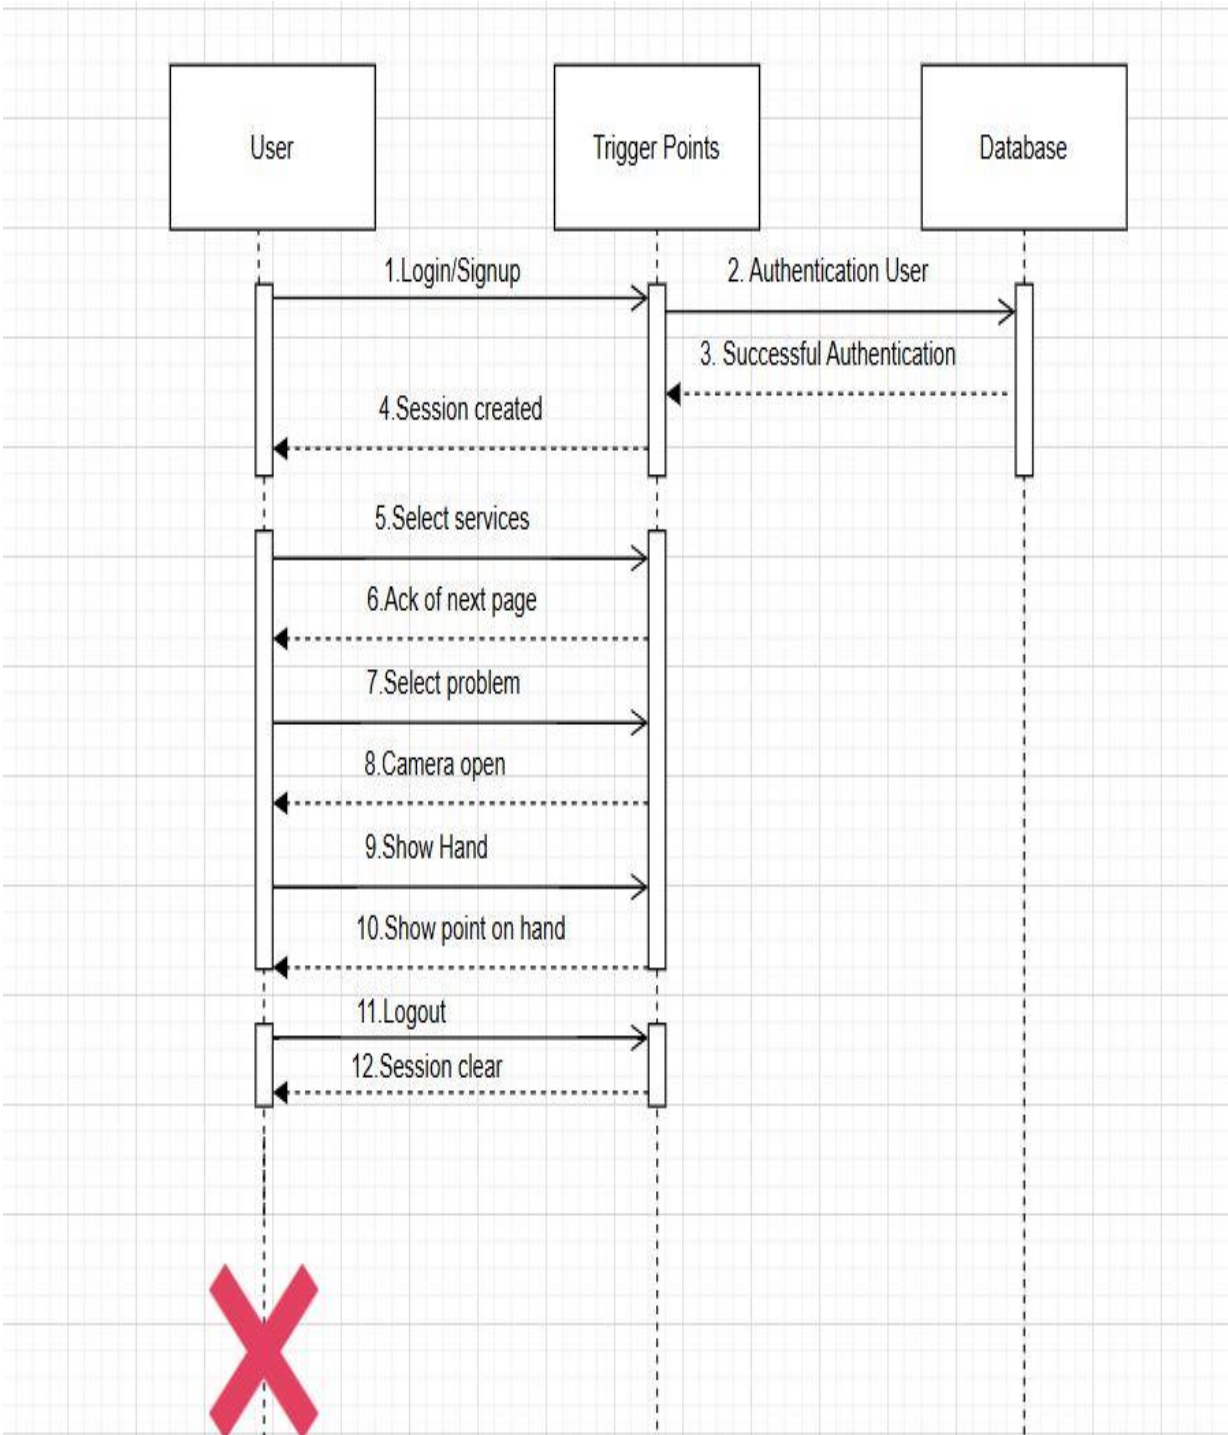 User
Trigger Points
Database
1.Login/Signup
2. Authentication User
3. Successful Authentication
4.Session created
5.Select services
6.Ack of next page
7.Select problem
8.Camera open
9.Show Hand
10.Show point on hand
11.Logout
12.Session clear